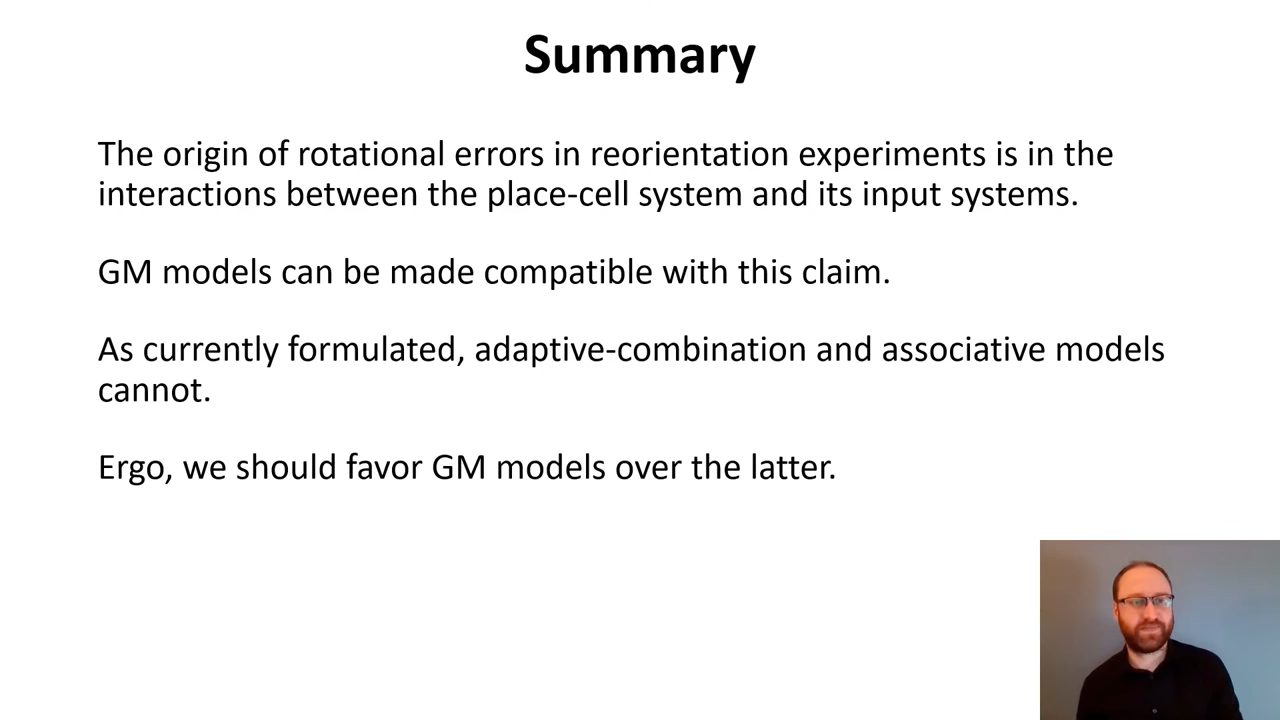 Summary
The origin of rotational errors in reorientation experiments is in the
interactions between the place-cell system and its input systems.
GM models can be made compatible with this claim.
As currently formulated, adaptive-combination and associative models
cannot.
Ergo, we should favor GM models over the latter.